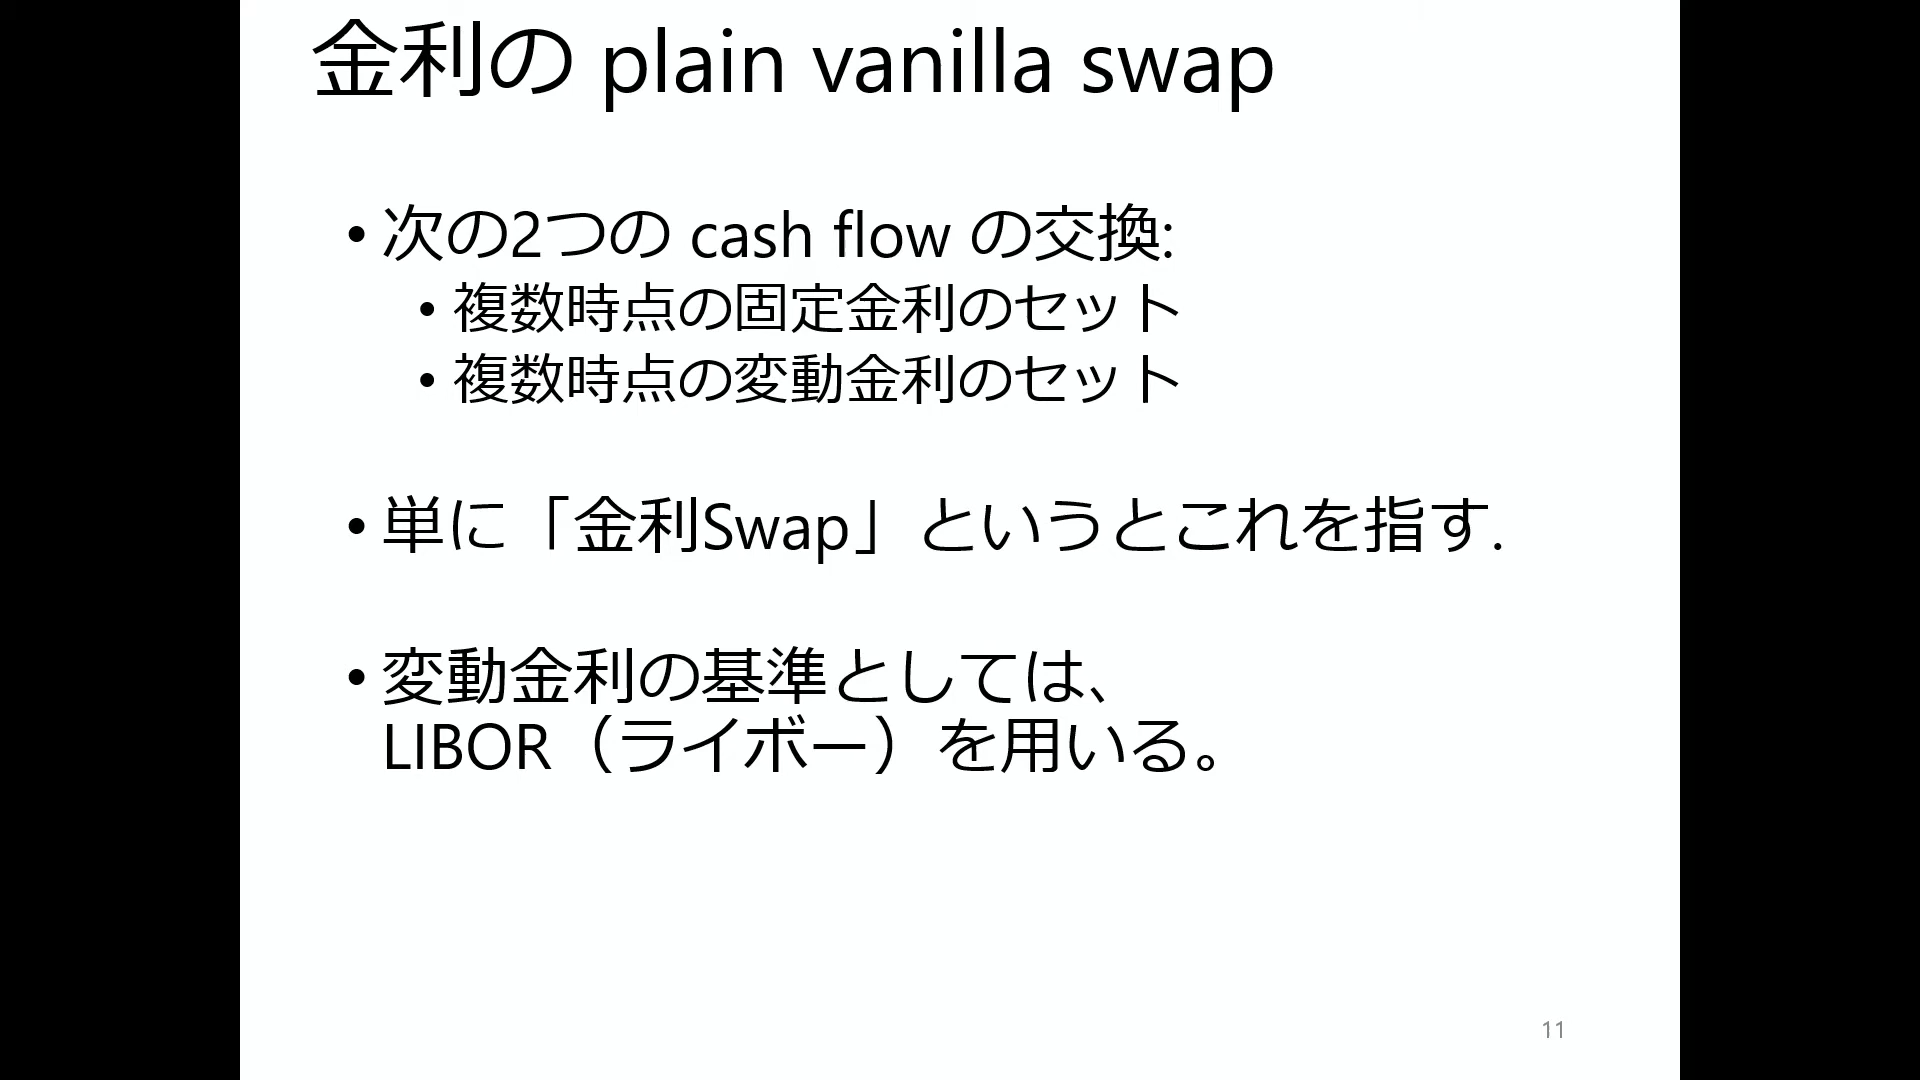 金利の plain vanilla swap
• 次の2つの cash flow の交換:
• 複数時点の固定金利のセット
• 複数時点の変動金利のセット
• 単に「金利Swap」というとこれを指す.
• 変動金利の基準としては、
LIBOR（ライボー）を用いる。
11